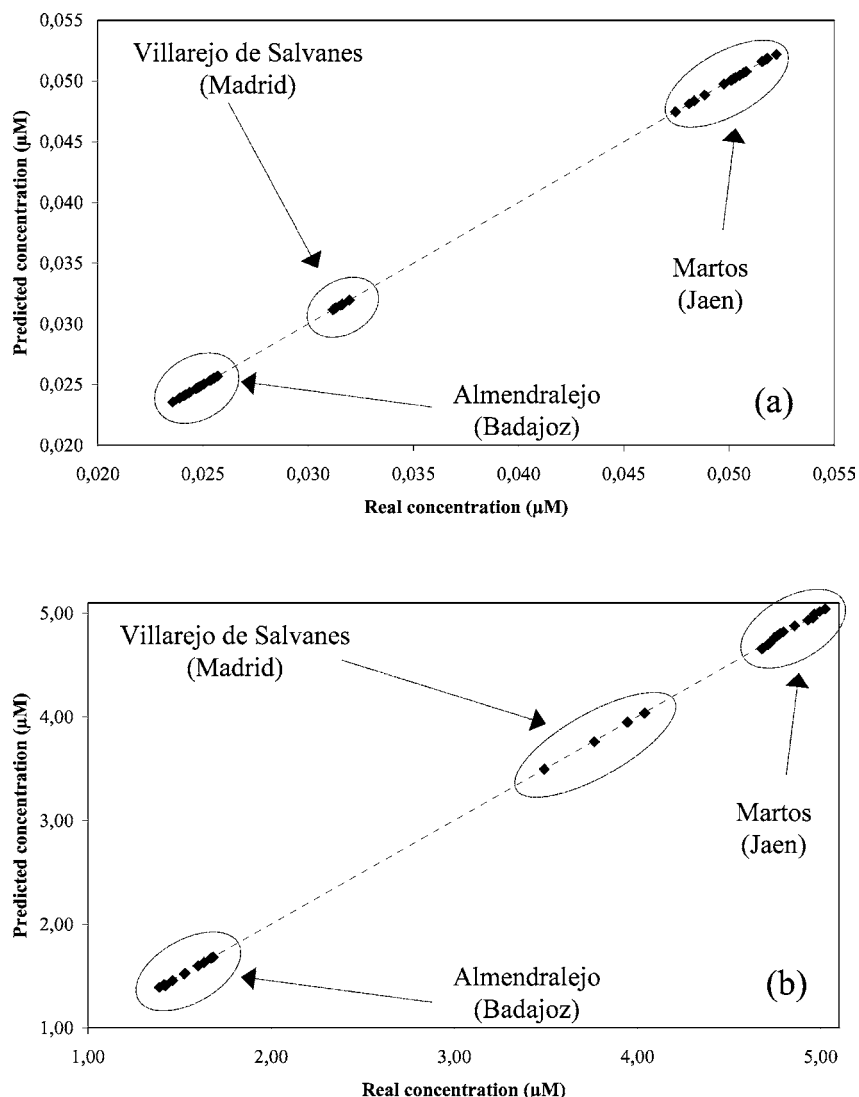 0,055
0,050
0,045
0,040
0,035
0,030
0,025
0,020
Predicted concentration (µM)
Villarejo de Salvanes
(Madrid)
Martos
(Jaen)
Almendralejo
(Badajoz)
(a)
0,020 0,025 0,030 0,035 0,040 0,045 0,050 0,055
Real concentration (µM)
5,00
4,00
3,00
2,00
1,00
Predicted concentration (µM)
Villarejo de Salvanes
(Madrid)
Martos
(Jaen)
Almendralejo
(Badajoz)
(b)
1,00 2,00 3,00 4,00 5,00
Real concentration (µM)